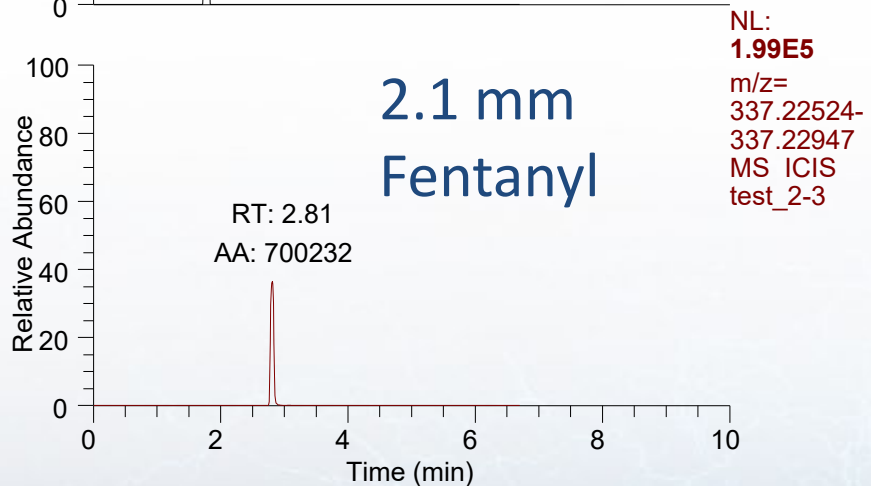 0
NL:
1.99E5
m/z=
337.22524-
337.22947
MS ICIS
test_2-3
100
80
60
40
20
0
Relative Abundance
2.1 mm
Fentanyl
RT: 2.81
AA: 700232
0 2 4 6 8 10
Time (min)